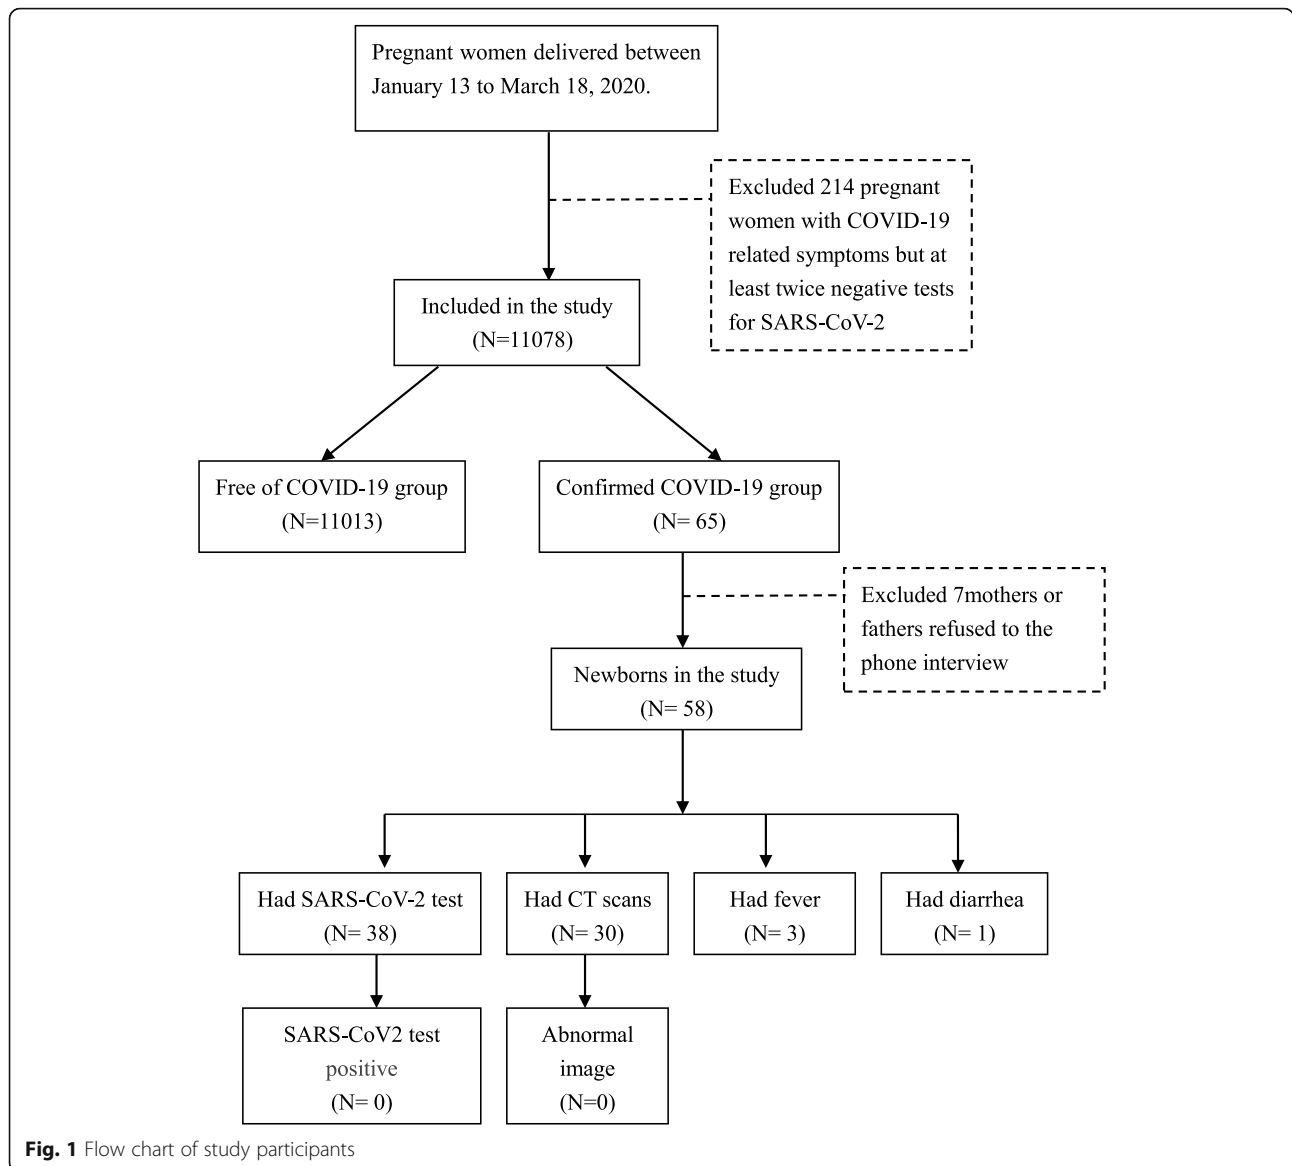 Pregnant women delivered between
January 13 to March 18, 2020.
Excluded 214 pregnant
women with COVID-19
related symptoms but at
least twice negative tests
for SARS-CoV-2
Included in the study
(N=11078)
Free of COVID-19 group
(N=11013)
Confirmed COVID-19 group
(N= 65)
Excluded 7mothers or
fathers refused to the
phone interview
Newborns in the study
(N= 58)
Had SARS-CoV-2 test
(N= 38)
Had CT scans
(N= 30)
Had fever
(N= 3)
Had diarrhea
(N= 1)
SARS-CoV2 test
positive
(N= 0)
Abnormal
image
(N=0)
Fig. 1 Flow chart of study participants